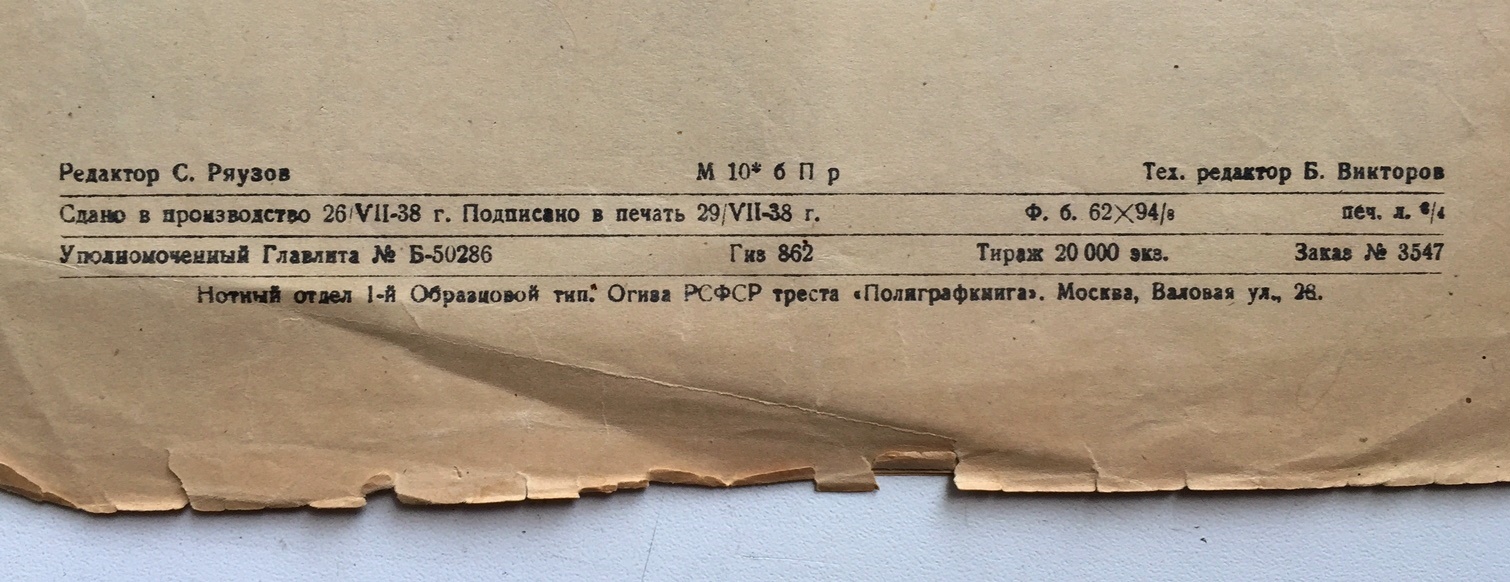 Редактор С. Ряузов М 10* б П р Тех. редактор Б. Викторов
Сдано в производство 26/VII-38 г. Подписано в печать 29/VII-38 г. Ф. б. 62×94/8 печ. л.
Уполномоченный Главлита № Б-50286 Гиз 862 Тираж 20 000 экз. Заказ № 3547
Нотный отдел 1-й Образцовой тип. Огиза РСФСР треста «Полиграфкнига». Москва, Валовая ул., 28.